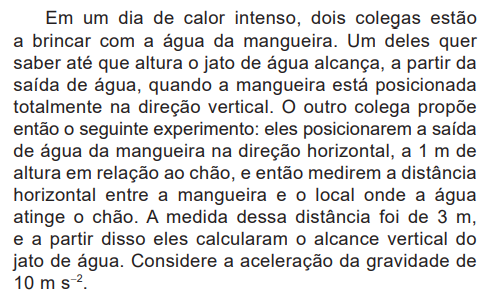 Em um dia de calor intenso, dois colegas estão
a brincar com a água da mangueira. Um deles quer
saber até que altura o jato de água alcança, a partir da
saída de água, quando a mangueira está posicionada
totalmente na direção vertical. O outro colega propõe
então o seguinte experimento: eles posicionarem a saída
de água da mangueira na direção horizontal, a 1 m de
altura em relação ao chão, e então medirem a distância
horizontal entre a mangueira e o local onde a água
atinge o chão. A medida dessa distância foi de 3 m,
e a partir disso eles calcularam o alcance vertical do
jato de água. Considere a aceleração da gravidade de
10 m s⁻².